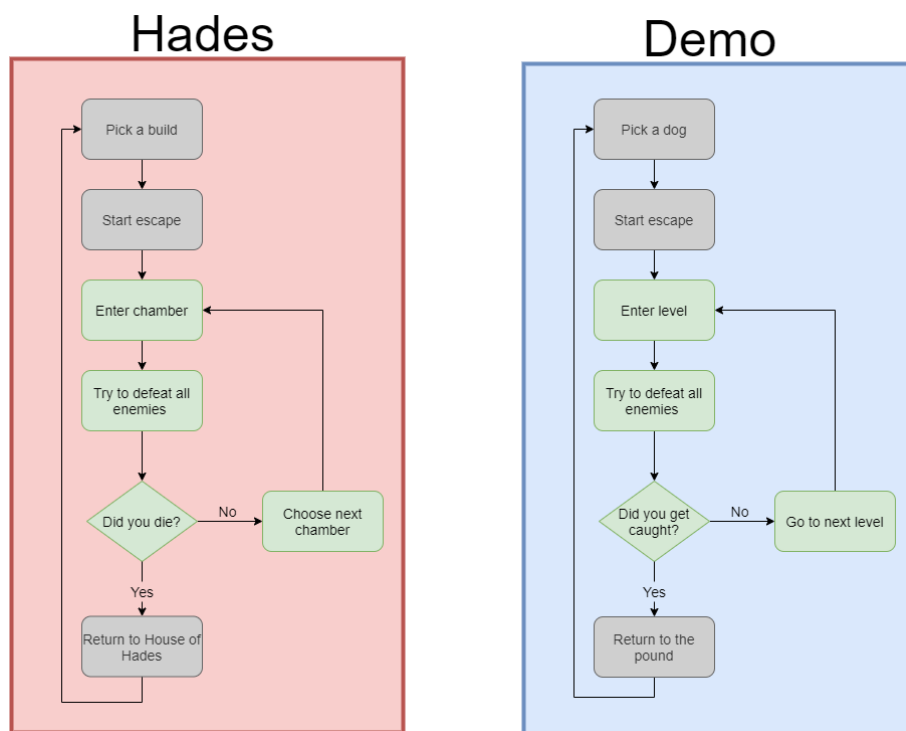 Hades
Pick a build
Start escape
Enter chamber
Try to defeat all
enemies
Did you die?
No
Choose next
chamber
Yes
Return to House of
Hades
Demo
Pick a dog
Start escape
Enter level
Try to defeat all
enemies
Did you get
caught?
No
Go to next level
Yes
Return to the
pound